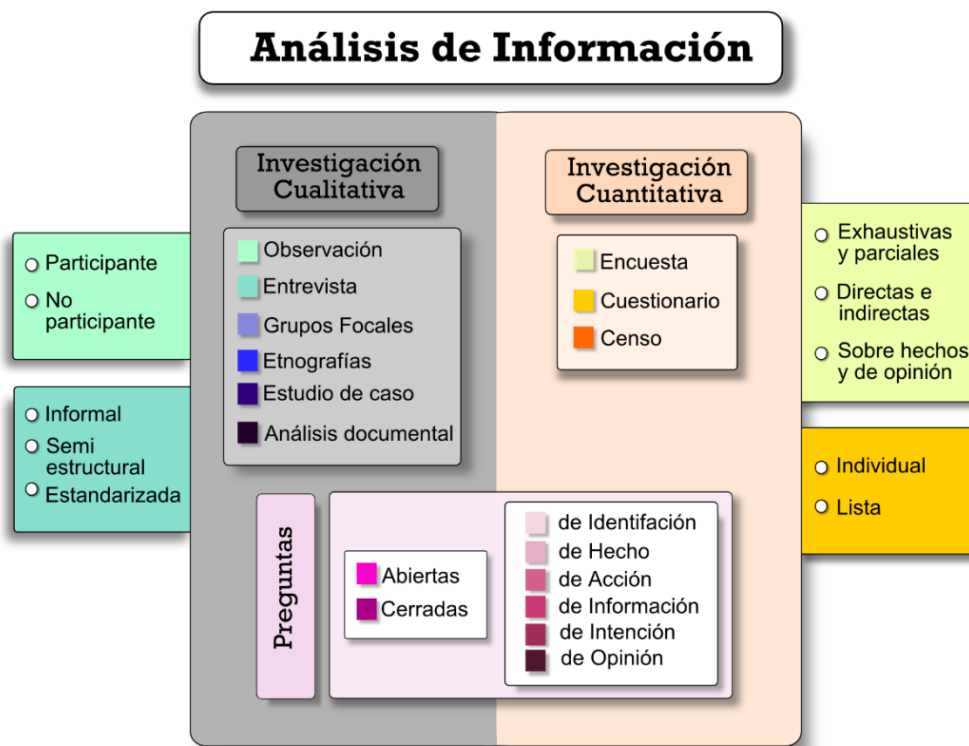 Análisis de Información
Investigación
Cualitativa
Observación
Entrevista
Grupos Focales
Etnografías
Estudio de caso
Análisis documental
Participante
No
participante
Informal
Semi
estructural
Estandarizada
Investigación
Cuantitativa
Encuesta
Cuestionario
Censo
Exhaustivas
y parciales
Directas e
indirectas
Sobre hechos
y de opinión
Individual
Lista
Preguntas
Abiertas
Cerradas
de Identifación
de Hecho
de Acción
de Información
de Intención
de Opinión